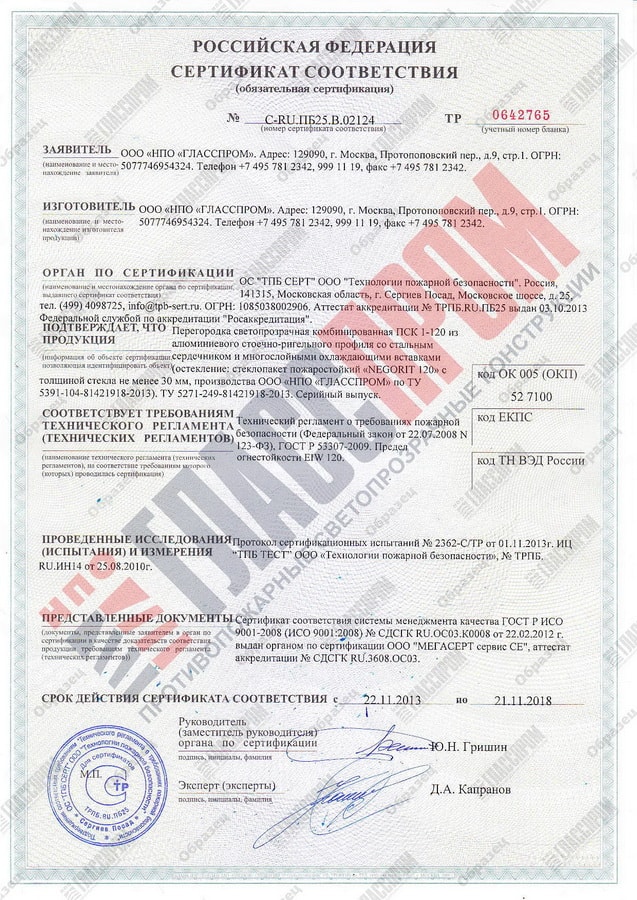 РОССИЙСКАЯ ФЕДЕРАЦИЯ
СЕРТИФИКАТ СООТВЕТСТВИЯ
(обязательная сертификация)
№ C-RU.ПБ25.В.02124 ТР 0642765
(номер сертификата соответствия) (учетный номер бланка)
ЗАЯВИТЕЛЬ ООО «НПО «ГЛАССПРОМ». Адрес: 129090, г. Москва, Протопоповский пер., д.9, стр.1. ОГРН:
(наименование и место-
нахождение заявителя) 5077746954324. Телефон +7 495 781 2342, 999 11 19, факс +7 495 781 2342.
ИЗГОТОВИТЕЛЬ ООО «НПО «ГЛАССПРОМ». Адрес: 129090, г. Москва, Протопоповский пер., д.9, стр.1. ОГРН:
(наименование и место-
нахождение изготовителя 5077746954324. Телефон +7 495 781 2342, 999 11 19, факс +7 495 781 2342.
продукции)
ОРГАН ПО СЕРТИФИКАЦИИ ОС."ТПБ СЕРТ" ООО "Технологии пожарной безопасности". Россия,
(наименование и местонахождение органа по сертификации,
выдавшего сертификат соответствия) 141315, Московская область, г. Сергиев Посад, Московское шоссе, д. 25,
тел. (499) 4098725, info@tpb-sert.ru. ОГРН: 1085038002906. Аттестат аккредитации № ТРПБ.RU.ПБ25 выдан 03.10.2013
Федеральной службой по аккредитации "Росаккредитация".
ПОДТВЕРЖДАЕТ, ЧТО Перегородка светопрозрачная комбинированная ПСК 1-120 из
ПРОДУКЦИЯ алюминиевого стоечно-ригельного профиля со стальным
(информация об объекте сертификации, сердечником и многослойными охлаждающими вставками
позволяющая идентифицировать объект) (остекление: стеклопакет пожаростойкий «NEGORIT 120» с
толщиной стекла не менее 30 мм, производства ООО «НПО «ГЛАССПРОМ» по ТУ
5391-104-81421918-2013). ТУ 5271-249-81421918-2013. Серийный выпуск.
код ОК 005 (ОКП)
52 7100
код ЕКПС
код ТН ВЭД России
СООТВЕТСТВУЕТ ТРЕБОВАНИЯМ
ТЕХНИЧЕСКОГО РЕГЛАМЕНТА Технический регламент о требованиях пожарной
(ТЕХНИЧЕСКИХ РЕГЛАМЕНТОВ) безопасности (Федеральный закон от 22.07.2008 N
123-ФЗ), ГОСТ Р 53307-2009. Предел
огнестойкости EIW 120.
(наименование технического регламента (технических
регламентов), на соответствие требованиям которого
(которых) проводилась сертификация)
ПРОВЕДЕННЫЕ ИССЛЕДОВАНИЯ Протокол сертификационных испытаний № 2362-С/ТР от 01.11.2013г. ИЦ
(ИСПЫТАНИЯ) И ИЗМЕРЕНИЯ "ТПБ ТЕСТ" ООО «Технологии пожарной безопасности», № ТРПБ.
RU.ИН14 от 25.08.2010г.
ПРЕДСТАВЛЕННЫЕ ДОКУМЕНТЫ Сертификат соответствия системы менеджмента качества ГОСТ Р ИСО
(документы, представленные заявителем в орган по
сертификации в качестве доказательств соответствия 9001-2008 (ИСО 9001:2008) № СДСГК RU.ОС03.К0008 от 22.02.2012 г.
продукции требованиям технического регламента выдан органом по сертификации ООО "МЕГАСЕРТ сервис СЕ", аттестат
(технических регламентов)) аккредитации № СДСГК RU.3608.ОС03.
СРОК ДЕЙСТВИЯ СЕРТИФИКАТА СООТВЕТСТВИЯ с 22.11.2013 по 21.11.2018
Руководитель
(заместитель руководителя)
органа по сертификации Ю.Н. Гришин
подпись, инициалы, фамилия
Эксперт (эксперты) Д.А. Капранов
подпись, инициалы, фамилия
М.П.
Для сертификатов
ТР
ТРПБ.RU.ПБ25
* Сергиев Посад *
НПО ГЛАССПРОМ
ПРОТИВОПОЖАРНЫЕ СВЕТОПРОЗРАЧНЫЕ КОНСТРУКЦИИ
Образец
ГЛАССПРОМ